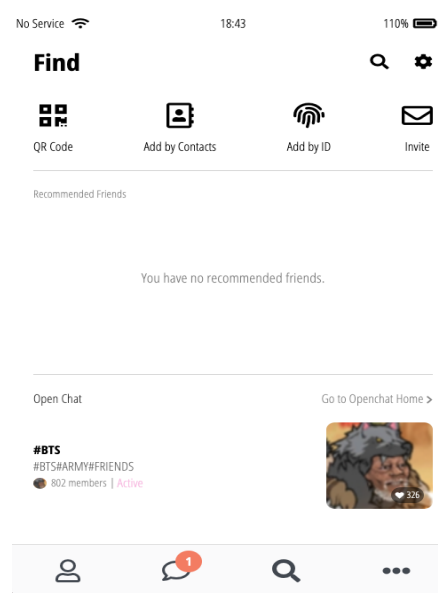 No Service 18:43 110%
Find
QR Code Add by Contacts Add by ID Invite
Recommended Friends
You have no recommended friends.
Open Chat Go to Openchat Home >
#BTS
#BTS#ARMY#FRIENDS
802 members | Active
326
1